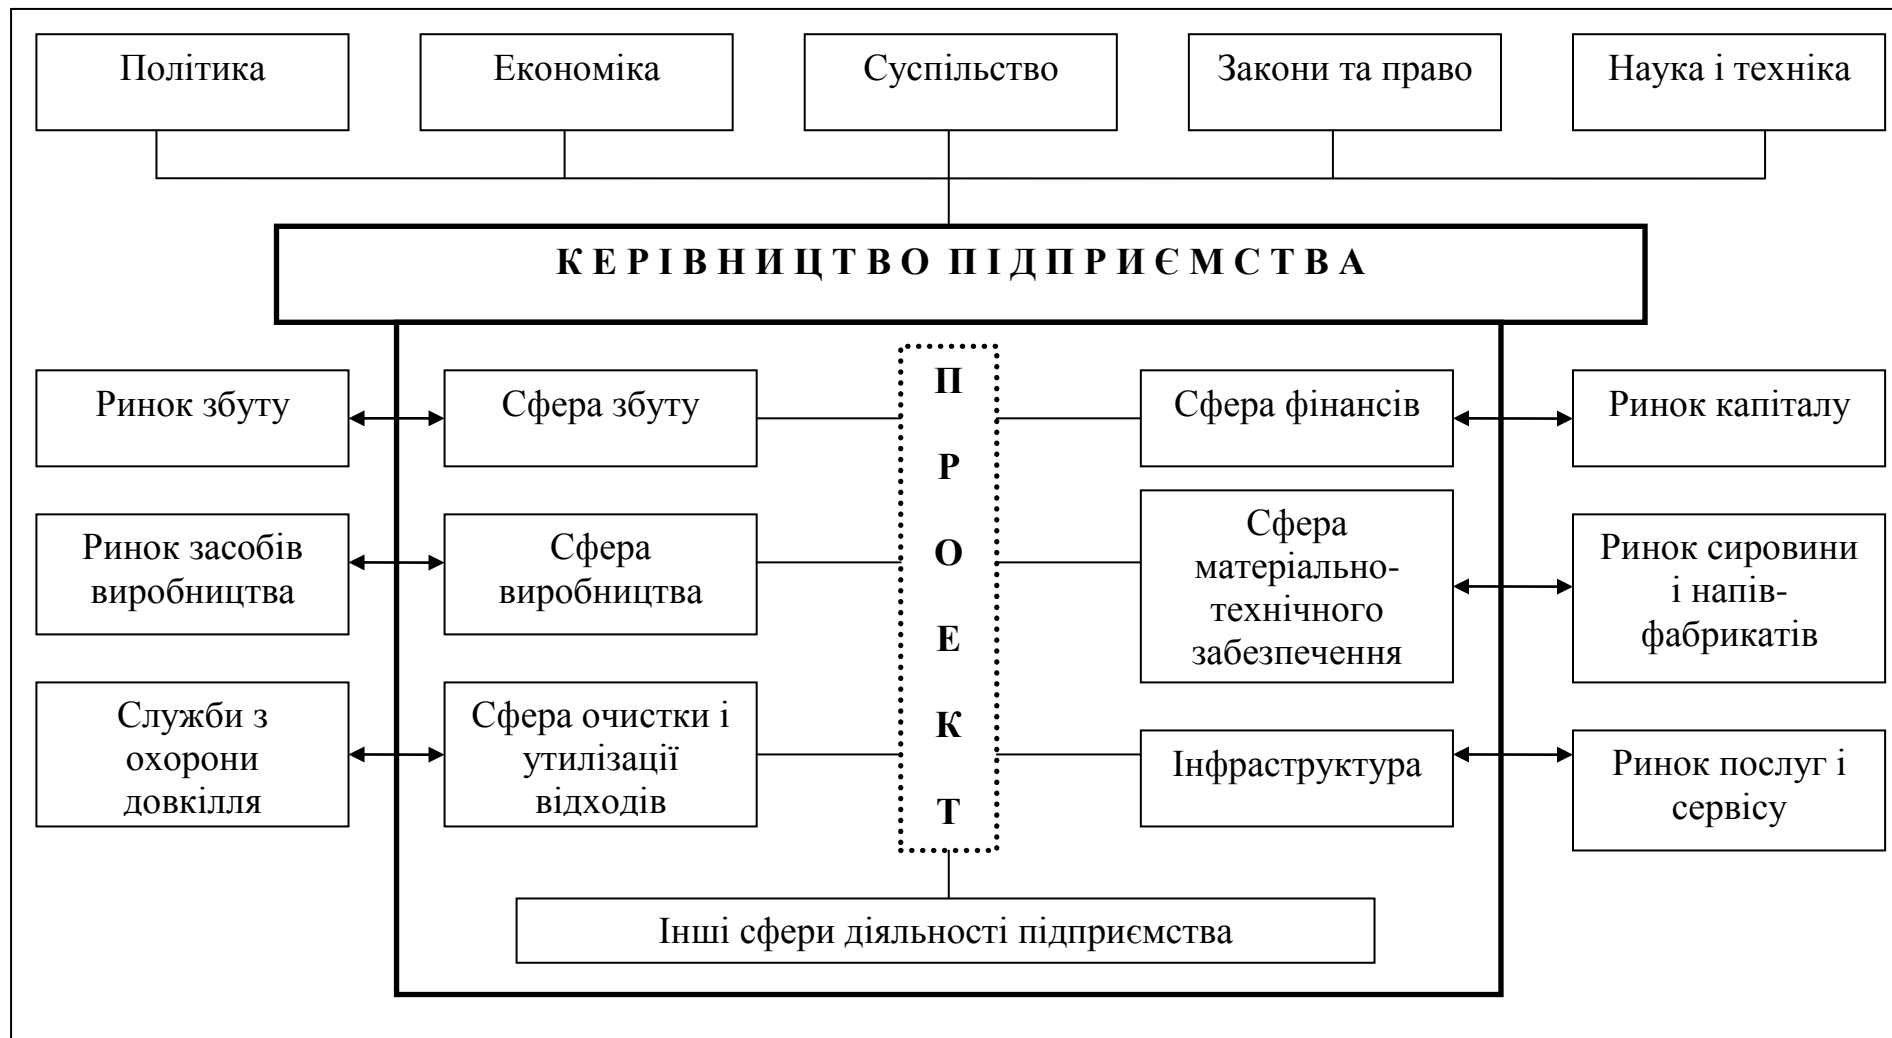 Політика
Економіка
Суспільство
Закони та право
Наука і техніка
К Е Р І В Н И Ц Т В О П І Д П Р И Є М С Т В А
Ринок збуту
Сфера збуту
П
Р
О
Е
К
Т
Сфера фінансів
Ринок капіталу
Ринок засобів
виробництва
Сфера
виробництва
Сфера
матеріально-
технічного
забезпечення
Ринок сировини
і напів-
фабрикатів
Служби з
охорони
довкілля
Сфера очистки і
утилізації
відходів
Інфраструктура
Ринок послуг і
сервісу
Інші сфери діяльності підприємства